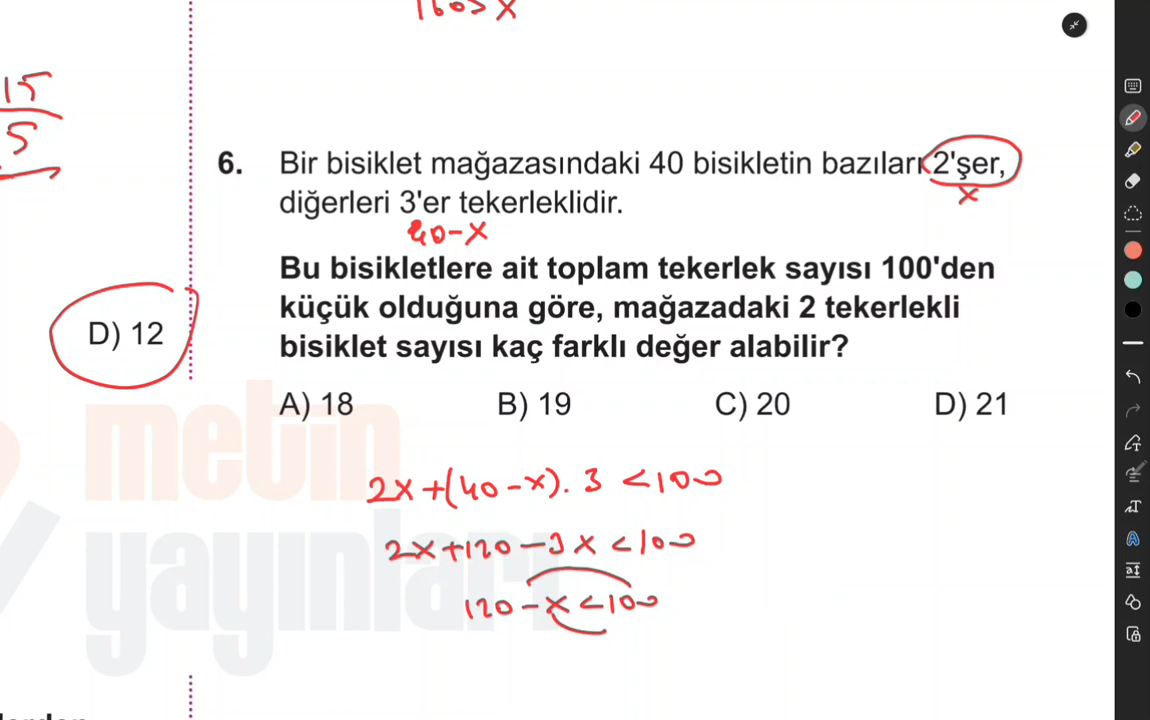 160> x
15
5
6. Bir bisiklet mağazasındaki 40 bisikletin bazıları 2'şer,
x
diğerleri 3'er tekerleklidir.
40-x
Bu bisikletlere ait toplam tekerlek sayısı 100'den
küçük olduğuna göre, mağazadaki 2 tekerlekli
bisiklet sayısı kaç farklı değer alabilir?
D) 12
A) 18 B) 19 C) 20 D) 21
metin
yayınları
2x+(40-x).3 <100
2x+120-3x<100
120-x<100